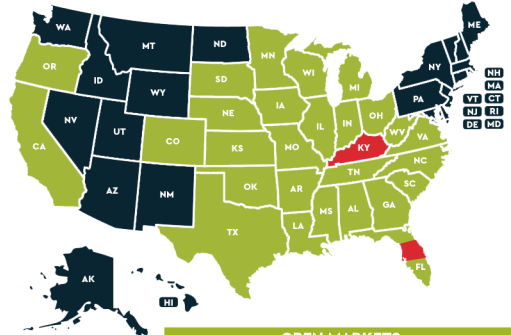 WA
MT
ND
ME
OR
ID
WY
SD
MN
WI
MI
NY
NH
MA
VT CT
NJ RI
DE MD
PA
NV
UT
CO
NE
KS
IA
IL
IN
OH
WV
VA
CA
AZ
NM
OK
MO
KY
TN
NC
SC
AR
MS
AL
GA
TX
LA
FL
AK
HI
OPEN MARKETS